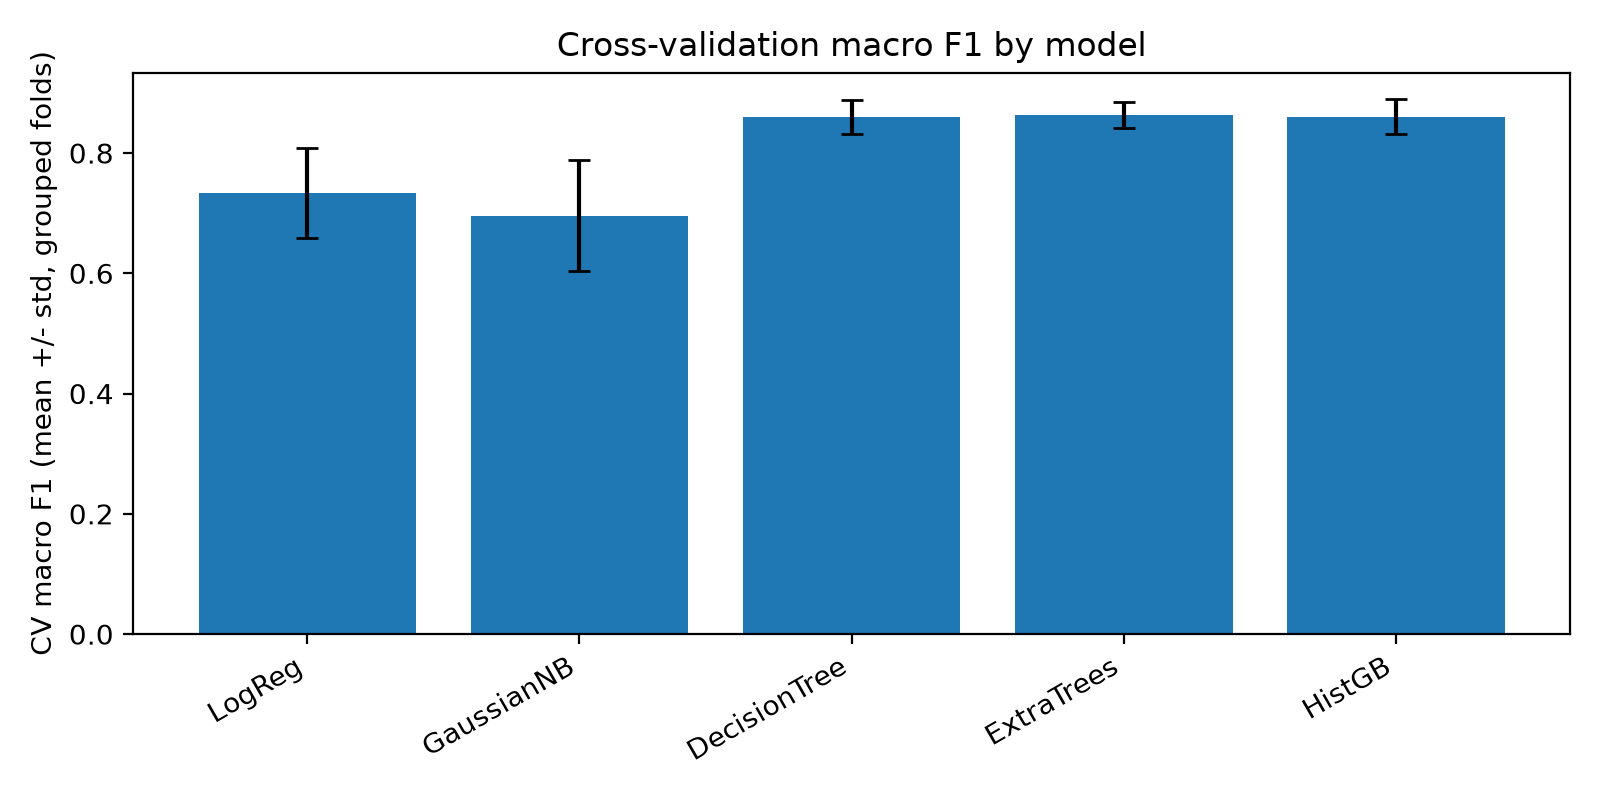 Cross-validation macro F1 by model
CV macro F1 (mean +/- std, grouped folds)
0.8
0.6
0.4
0.2
0.0
LogReg
GaussianNB
DecisionTree
ExtraTrees
HistGB